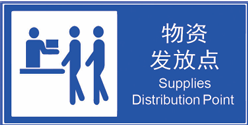 物资
发放点
Supplies
Distribution Point